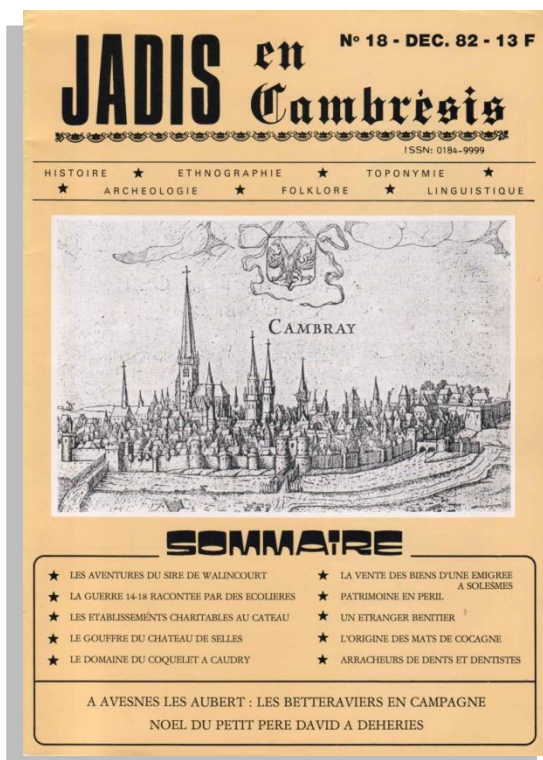 JADIS en Cambrèsis
N° 18 - DEC. 82 - 13 F
ISSN: 0184-9999
HISTOIRE ★ ETHNOGRAPHIE ★ TOPONYMIE ★
★ ARCHEOLOGIE ★ FOLKLORE ★ LINGUISTIQUE
CAMBRAY
SOMMAIRE
★ LES AVENTURES DU SIRE DE WALINCOURT
★ LA GUERRE 14-18 RACONTEE PAR DES ECOLIERES
★ LES ETABLISSEMENTS CHARITABLES AU CATEAU
★ LE GOUFFRE DU CHATEAU DE SELLES
★ LE DOMAINE DU COQUELET A CAUDRY
★ LA VENTE DES BIENS D'UNE EMIGREE
A SOLESMES
★ PATRIMOINE EN PERIL
★ UN ETRANGER BENITIER
★ L'ORIGINE DES MATS DE COCAGNE
★ ARRACHEURS DE DENTS ET DENTISTES
A AVESNES LES AUBERT : LES BETTERAVIERS EN CAMPAGNE
NOEL DU PETIT PERE DAVID A DEHERIES